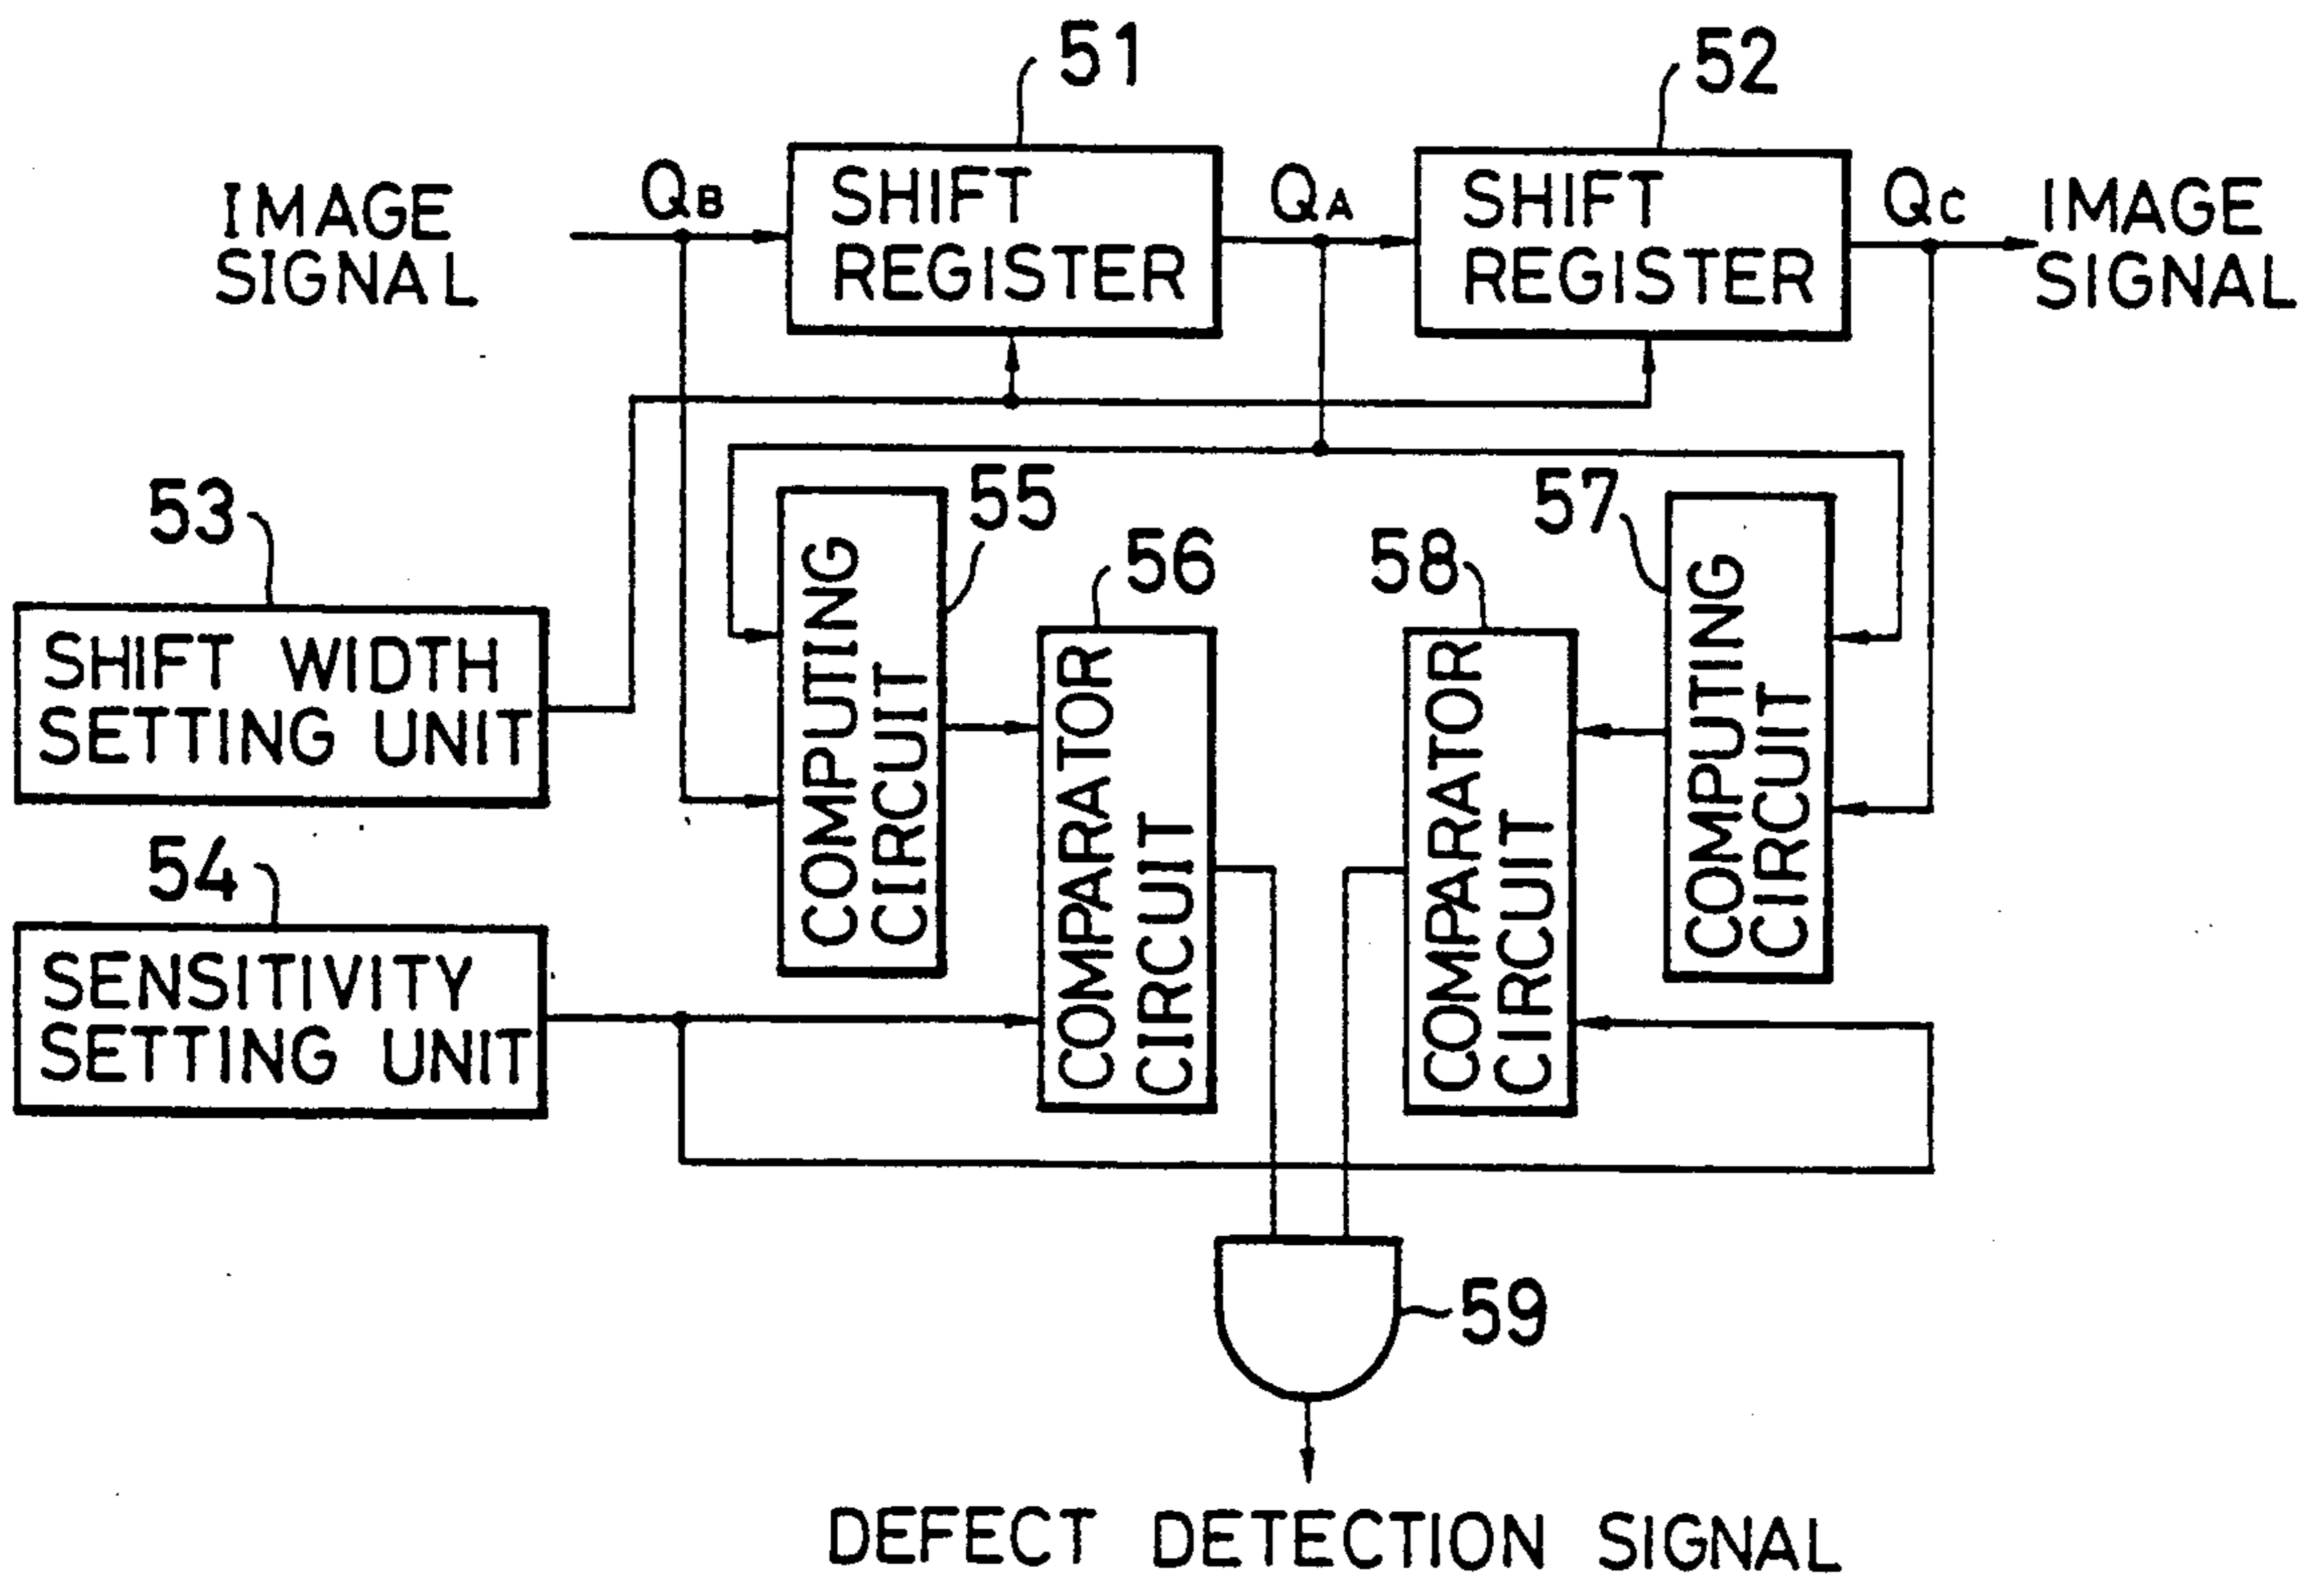 51
52
IMAGE
SIGNAL
QB
SHIFT
REGISTER
QA
SHIFT
REGISTER
QC
IMAGE
SIGNAL
53
SHIFT WIDTH
SETTING UNIT
54
SENSITIVITY
SETTING UNIT
55
COMPUTING
CIRCUIT
56
COMPARATOR
CIRCUIT
58
COMPARATOR
CIRCUIT
57
COMPUTING
CIRCUIT
59
DEFECT DETECTION SIGNAL